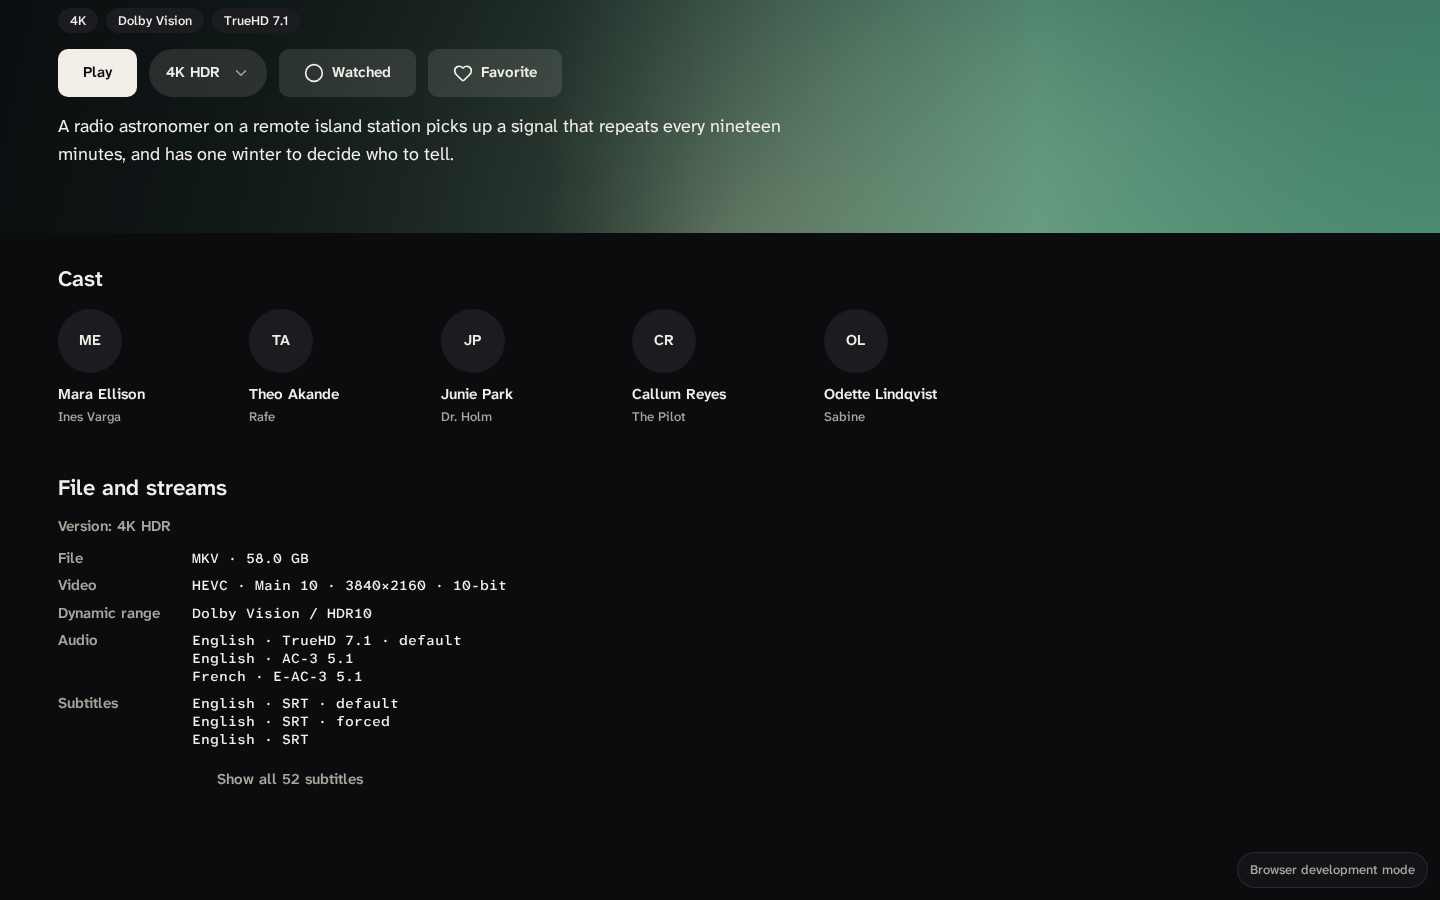 4K
Dolby Vision
TrueHD 7.1
Play
4K HDR
Watched
Favorite
A radio astronomer on a remote island station picks up a signal that repeats every nineteen
minutes, and has one winter to decide who to tell.
Cast
ME
TA
JP
CR
OL
Mara Ellison
Theo Akande
Junie Park
Callum Reyes
Odette Lindqvist
Ines Varga
Rafe
Dr. Holm
The Pilot
Sabine
File and streams
Version: 4K HDR
File MKV · 58.0 GB
Video HEVC · Main 10 · 3840×2160 · 10-bit
Dynamic range Dolby Vision / HDR10
Audio English · TrueHD 7.1 · default
English · AC-3 5.1
French · E-AC-3 5.1
Subtitles English · SRT · default
English · SRT · forced
English · SRT
Show all 52 subtitles
Browser development mode